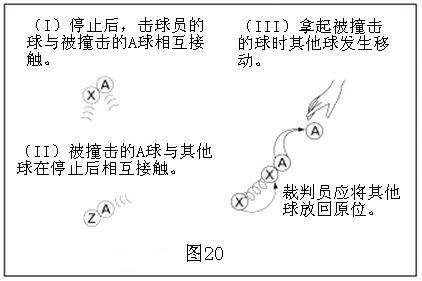 （I）停止后，击球员的
球与被撞击的A球相互接
触。
X A
（II）被撞击的A球与其他
球在停止后相互接触。
Z A
（III）拿起被撞击
的球时其他球发生移
动。
A
X A
X
裁判员应将其他
球放回原位。
图20